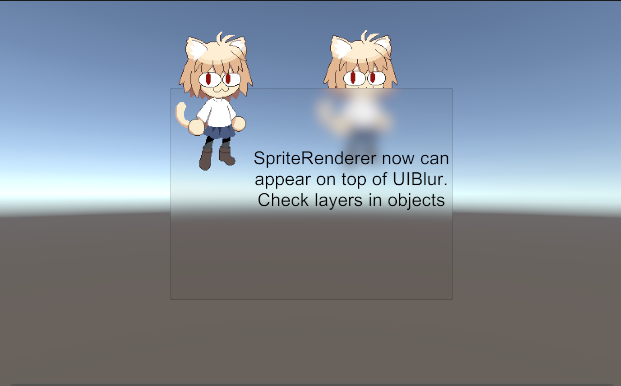 SpriteRenderer now can
appear on top of UIBlur.
Check layers in objects